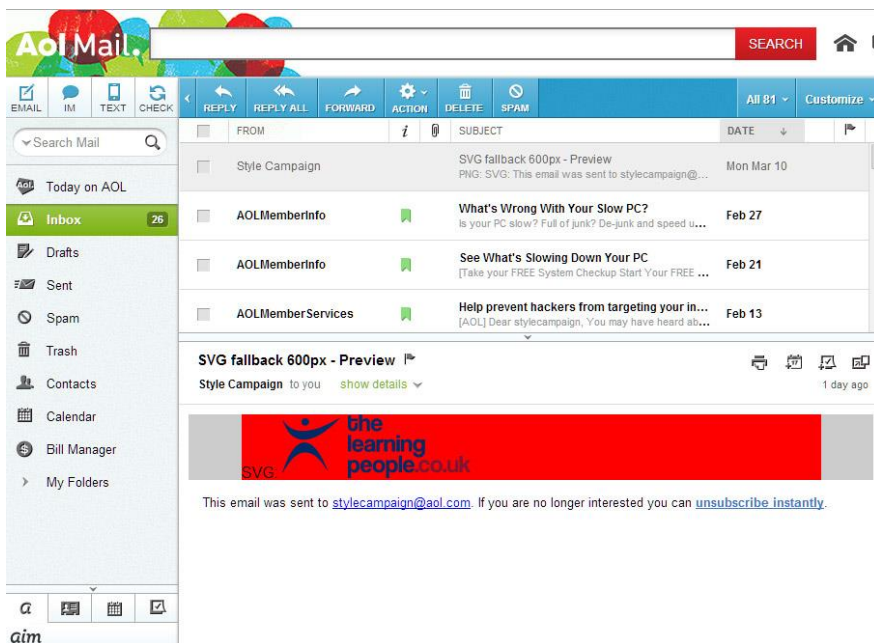 Aol Mail.
SEARCH
EMAIL IM TEXT CHECK
REPLY REPLY ALL FORWARD ACTION DELETE SPAM All 81 Customize
Search Mail
FROM i SUBJECT DATE
Style Campaign SVG fallback 600px - Preview Mon Mar 10
PNG: SVG: This email was sent to stylecampaign@...
Aol Today on AOL
AOLMemberInfo What's Wrong With Your Slow PC? Feb 27
Is your PC slow? Full of junk? De-junk and speed u...
Inbox 26
Drafts
AOLMemberInfo See What's Slowing Down Your PC Feb 21
[Take your FREE System Checkup Start Your FREE ...
Sent
Spam
AOLMemberServices Help prevent hackers from targeting your in... Feb 13
[AOL] Dear stylecampaign, You may have heard ab...
Trash
Contacts
Calendar
Bill Manager
My Folders
SVG fallback 600px - Preview
17
Style Campaign to you show details 1 day ago
the
learning
SVG: people.co.uk
This email was sent to stylecampaign@aol.com. If you are no longer interested you can unsubscribe instantly.
a
aim